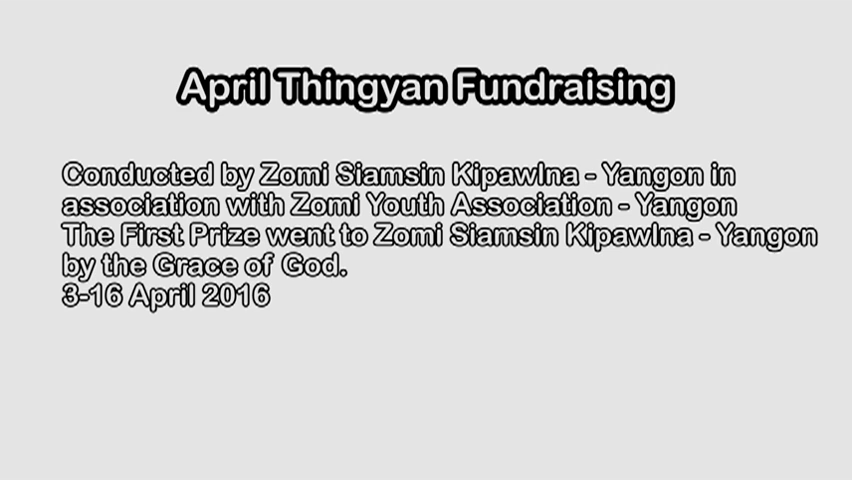 April Thingyan Fundraising
Conducted by Zomi Siamsin Kipawlna - Yangon in
association with Zomi Youth Association - Yangon
The First Prize went to Zomi Siamsin Kipawlna - Yangon
by the Grace of God.
3-16 April 2016